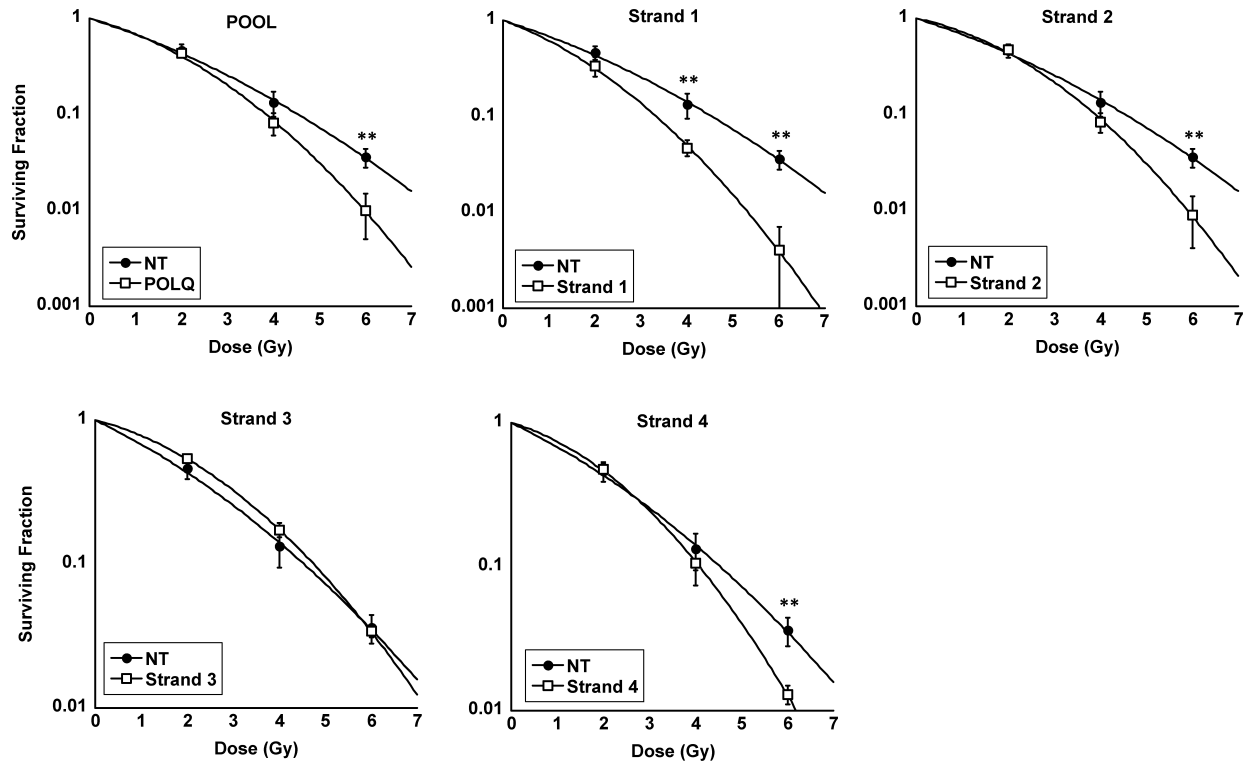 POOL
1
0.1
0.01
0.001
Surviving Fraction
**
NT
POLQ
0 1 2 3 4 5 6 7
Dose (Gy)
Strand 1
1
0.1
0.01
0.001
**
**
NT
Strand 1
0 1 2 3 4 5 6 7
Dose (Gy)
Strand 2
1
0.1
0.01
0.001
**
NT
Strand 2
0 1 2 3 4 5 6 7
Dose (Gy)
Strand 3
1
0.1
0.01
Surviving Fraction
NT
Strand 3
0 1 2 3 4 5 6 7
Dose (Gy)
Strand 4
1
0.1
0.01
**
NT
Strand 4
0 1 2 3 4 5 6 7
Dose (Gy)